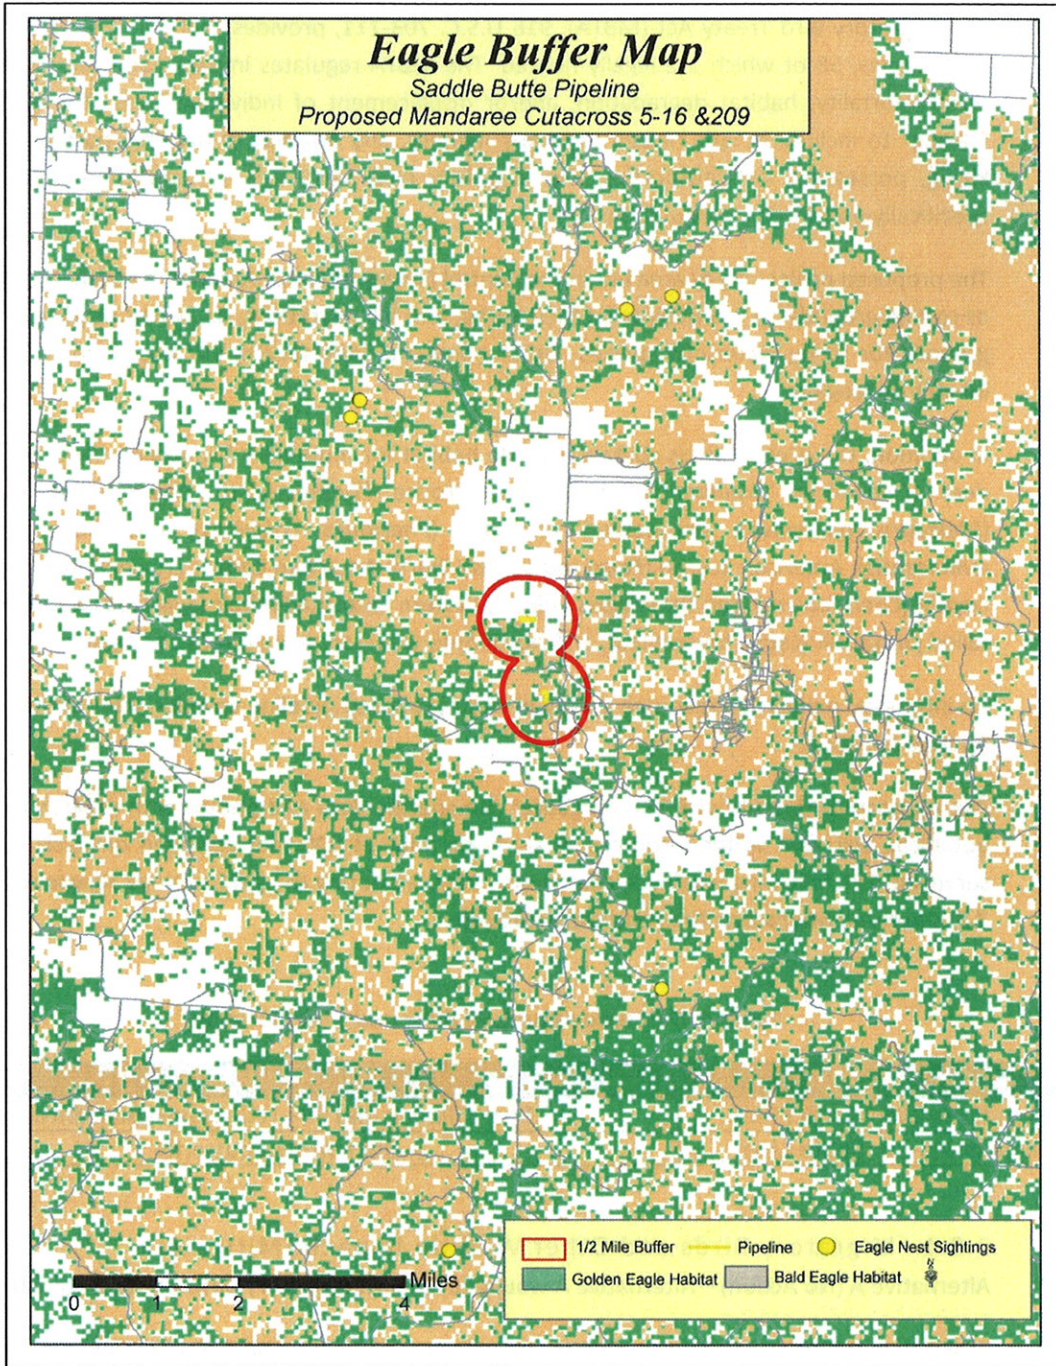 Eagle Buffer Map
Saddle Butte Pipeline
Proposed Mandaree Cutacross 5-16 &209
1/2 Mile Buffer
Pipeline
Eagle Nest Sightings
Golden Eagle Habitat
Bald Eagle Habitat
Miles
0 1 2 4